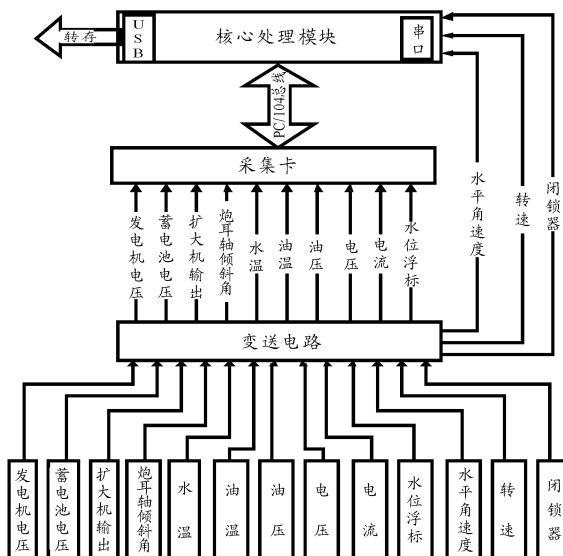 转存
USB
核心处理模块
串口
PC/104总线
采集卡
发电机电压
蓄电池电压
扩大机输出
炮耳轴倾斜角
水温
油温
油压
电压
电流
水位浮标
水平角速度
转速
闭锁器
变送电路
发电机电压
蓄电池电压
扩大机输出
炮耳轴倾斜角
水温
油温
油压
电压
电流
水位浮标
水平角速度
转速
闭锁器